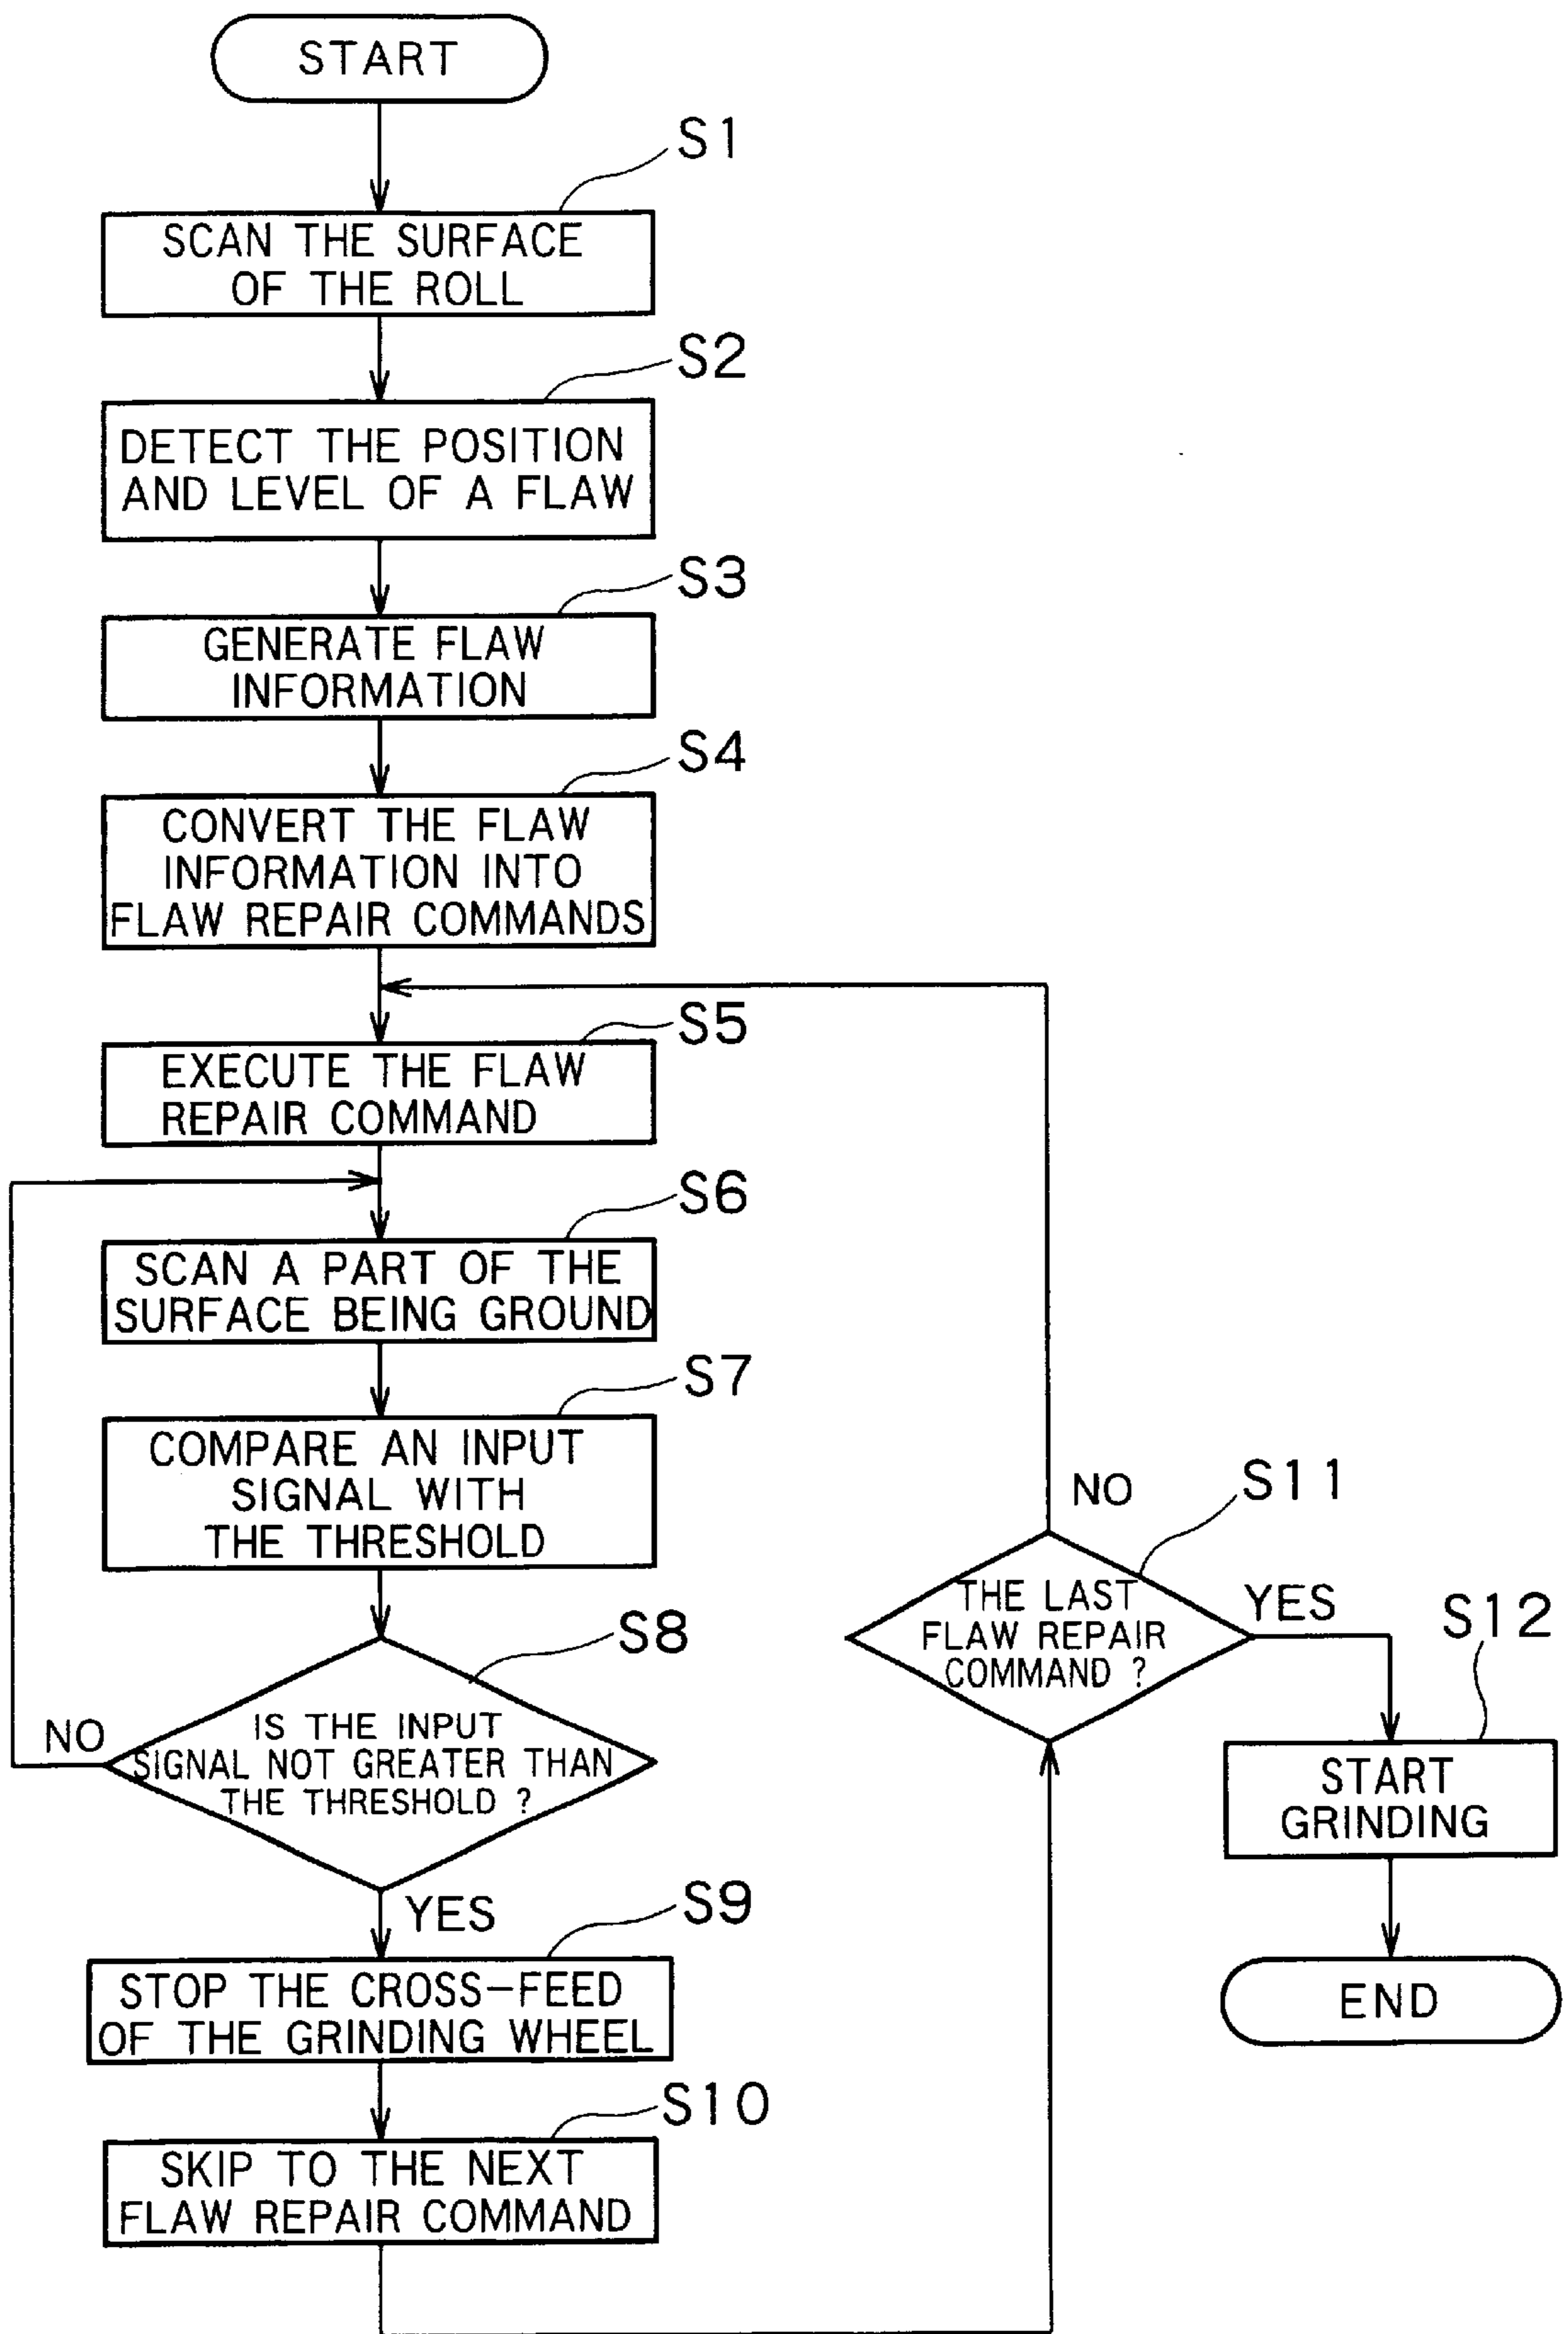 START
S1
SCAN THE SURFACE
OF THE ROLL
S2
DETECT THE POSITION
AND LEVEL OF A FLAW
S3
GENERATE FLAW
INFORMATION
S4
CONVERT THE FLAW
INFORMATION INTO
FLAW REPAIR COMMANDS
S5
EXECUTE THE FLAW
REPAIR COMMAND
S6
SCAN A PART OF THE
SURFACE BEING GROUND
S7
COMPARE AN INPUT
SIGNAL WITH
THE THRESHOLD
S8
IS THE INPUT
SIGNAL NOT GREATER THAN
THE THRESHOLD ?
NO
YES
S9
STOP THE CROSS-FEED
OF THE GRINDING WHEEL
S10
SKIP TO THE NEXT
FLAW REPAIR COMMAND
S11
NO
THE LAST
FLAW REPAIR
COMMAND ?
YES
S12
START
GRINDING
END